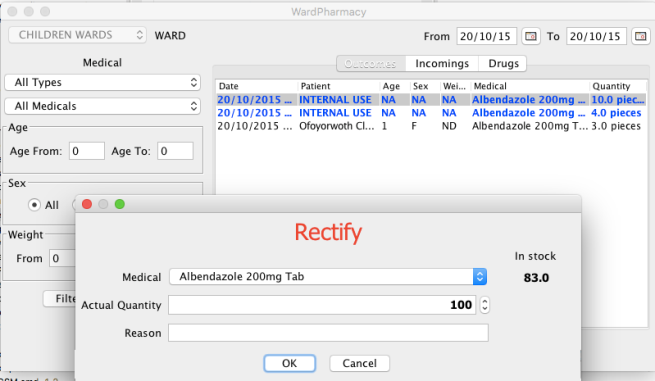 WardPharmacy
CHILDREN WARDS WARD From 20/10/15 To 20/10/15
Medical
Outcomes Incomings Drugs
All Types
All Medicals
Date Patient Age Sex Wei... Medical Quantity
20/10/2015 ... INTERNAL USE NA NA NA Albendazole 200mg ... 10.0 piec...
20/10/2015 ... INTERNAL USE NA NA NA Albendazole 200mg ... 4.0 pieces
20/10/2015 ... Ofoyorwoth Cl... 1 F ND Albendazole 200mg T... 3.0 pieces
Age
Age From: 0 Age To: 0
Sex
All
Weight
From 0
Filte
Rectify
In stock
Medical Albendazole 200mg Tab 83.0
Actual Quantity 100
Reason
OK Cancel